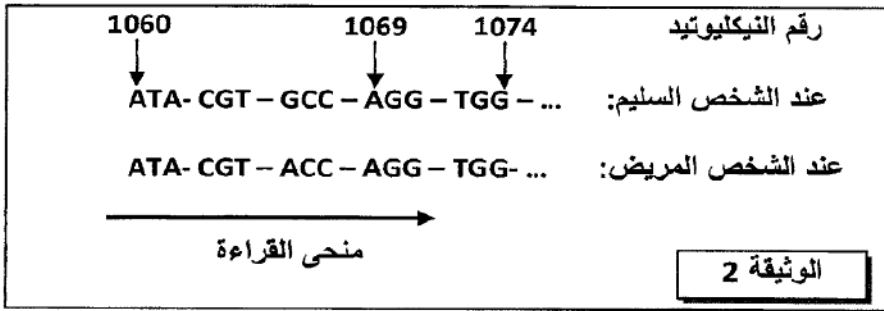 رقم النيكليوتيد 1060 1069 1074
عند الشخص السليم: ATA- CGT – GCC – AGG – TGG – ...
عند الشخص المريض: ATA- CGT – ACC – AGG – TGG- ...
منحى القراءة
الوثيقة 2